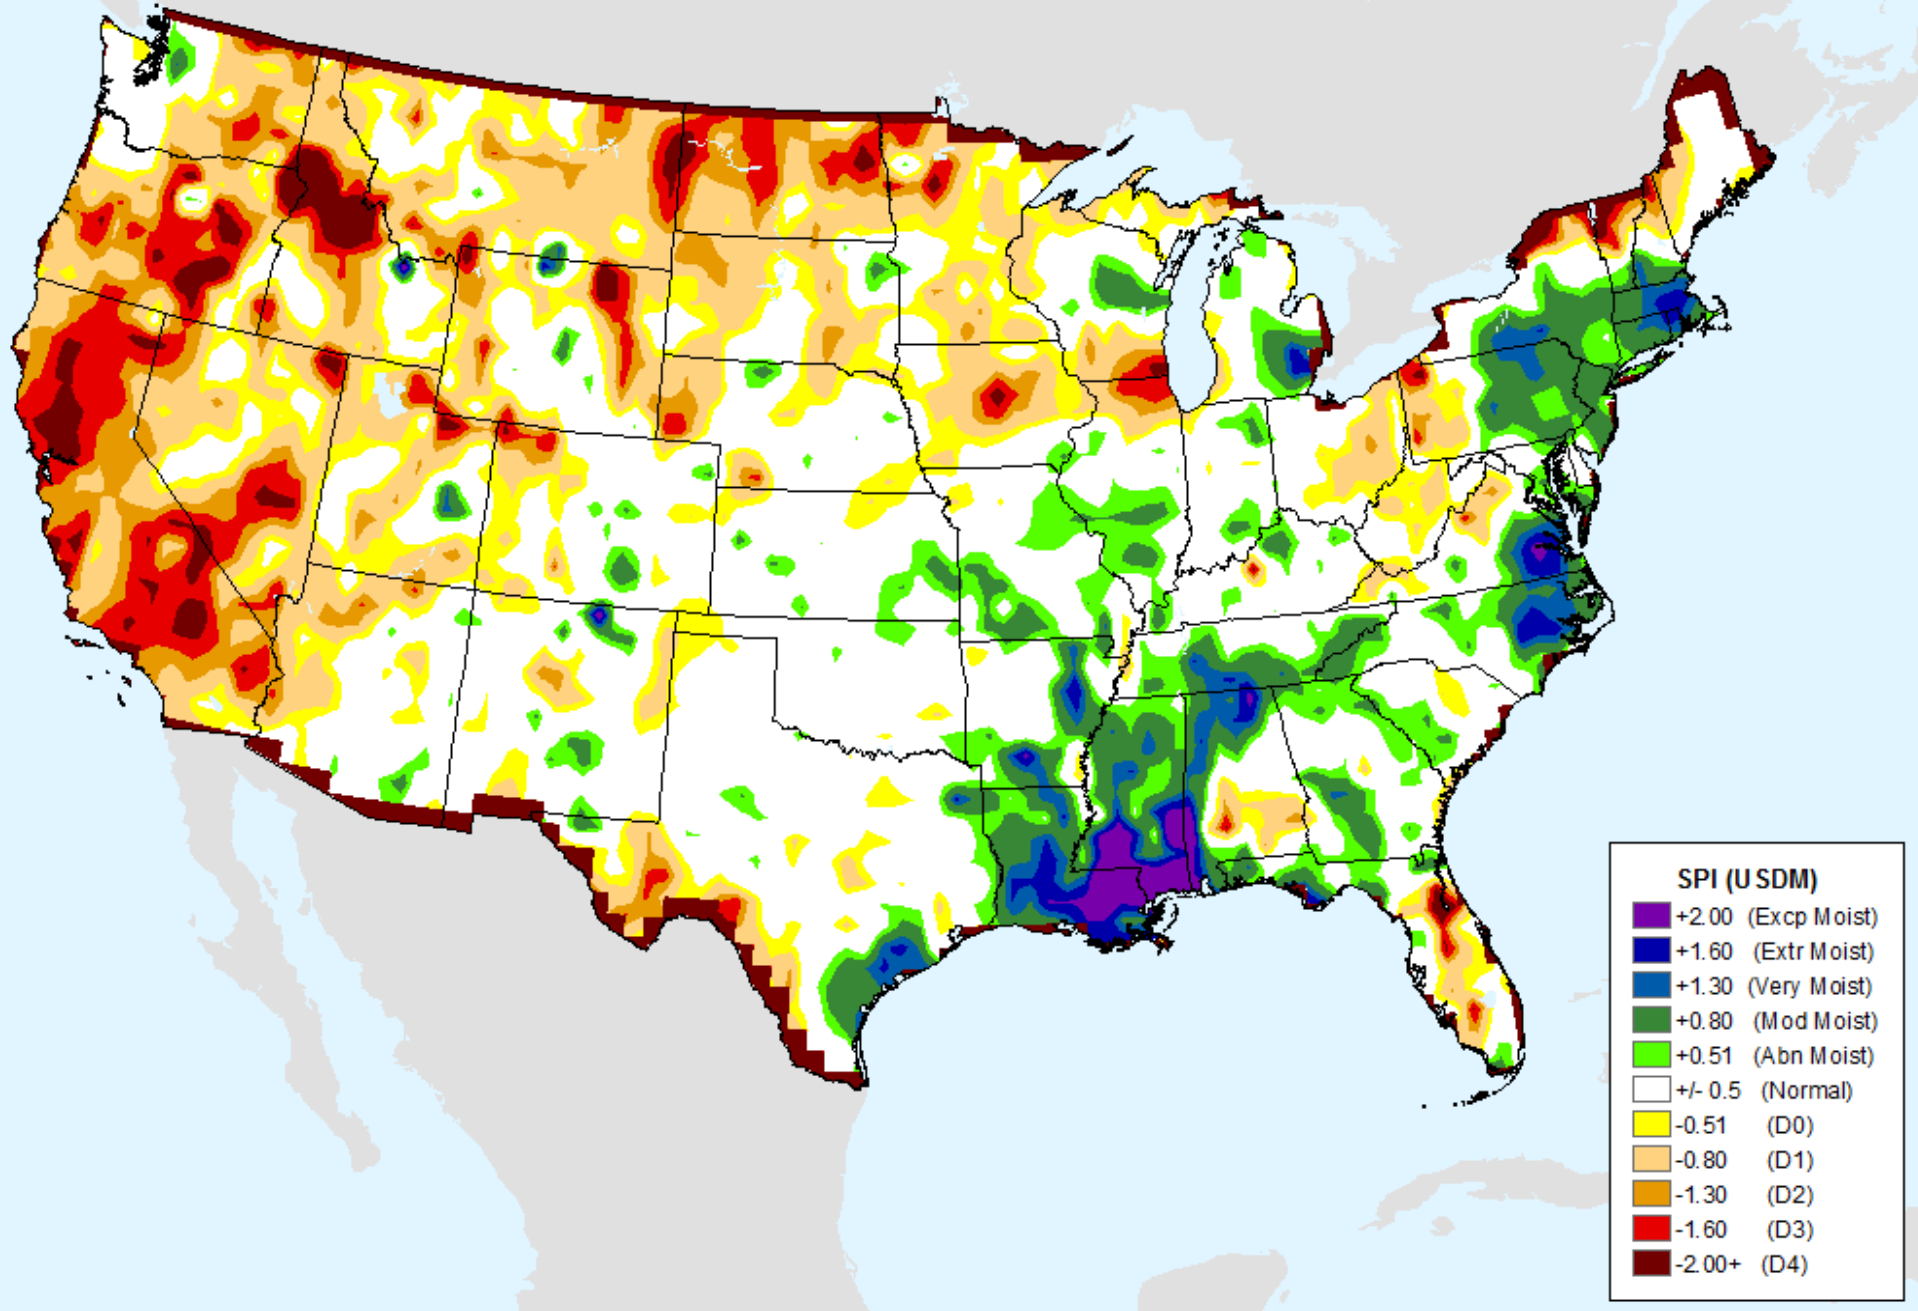 SPI (USDM)
+2.00 (Excp Moist)
+1.60 (Extr Moist)
+1.30 (Very Moist)
+0.80 (Mod Moist)
+0.51 (Abn Moist)
+/- 0.5 (Normal)
-0.51 (D0)
-0.80 (D1)
-1.30 (D2)
-1.60 (D3)
-2.00+ (D4)